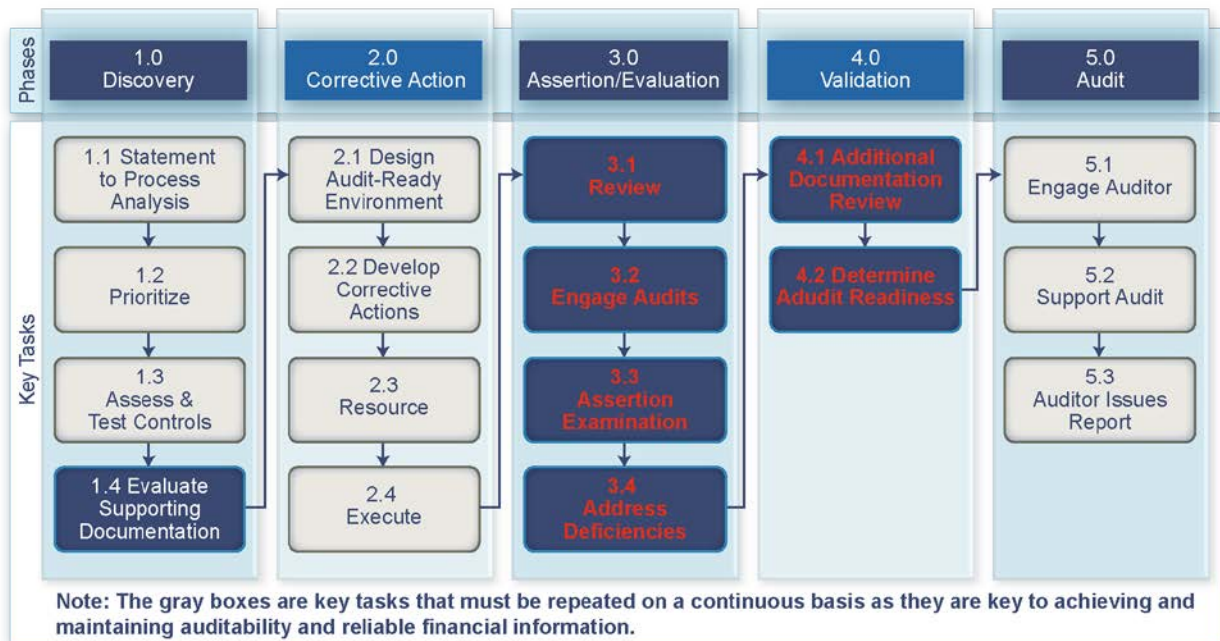 Phases
1.0
Discovery
2.0
Corrective Action
3.0
Assertion/Evaluation
4.0
Validation
5.0
Audit
Key Tasks
1.1 Statement
to Process
Analysis
1.2
Prioritize
1.3
Assess &
Test Controls
1.4 Evaluate
Supporting
Documentation
2.1 Design
Audit-Ready
Environment
2.2 Develop
Corrective
Actions
2.3
Resource
2.4
Execute
3.1
Review
3.2
Engage Audits
3.3
Assertion
Examination
3.4
Address
Deficiencies
4.1 Additional
Documentation
Review
4.2 Determine
Adudit Readiness
5.1
Engage Auditor
5.2
Support Audit
5.3
Auditor Issues
Report
Note: The gray boxes are key tasks that must be repeated on a continuous basis as they are key to achieving and
maintaining auditability and reliable financial information.